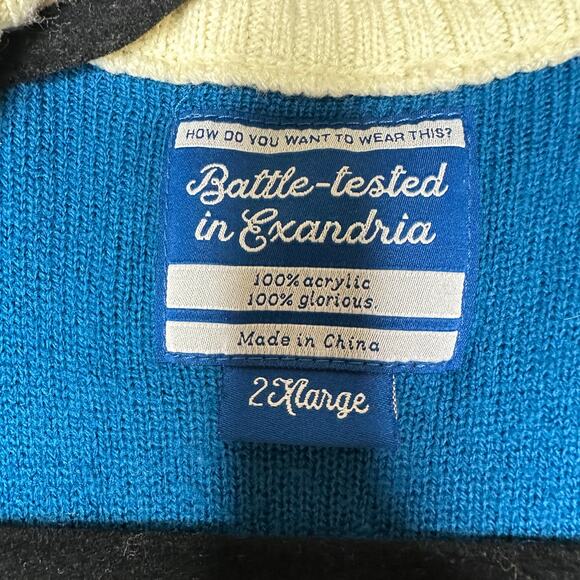 HOW DO YOU WANT TO WEAR THIS?
Battle-tested
in Exandria
100% acrylic
100% glorious.
Made in China
2Xlarge